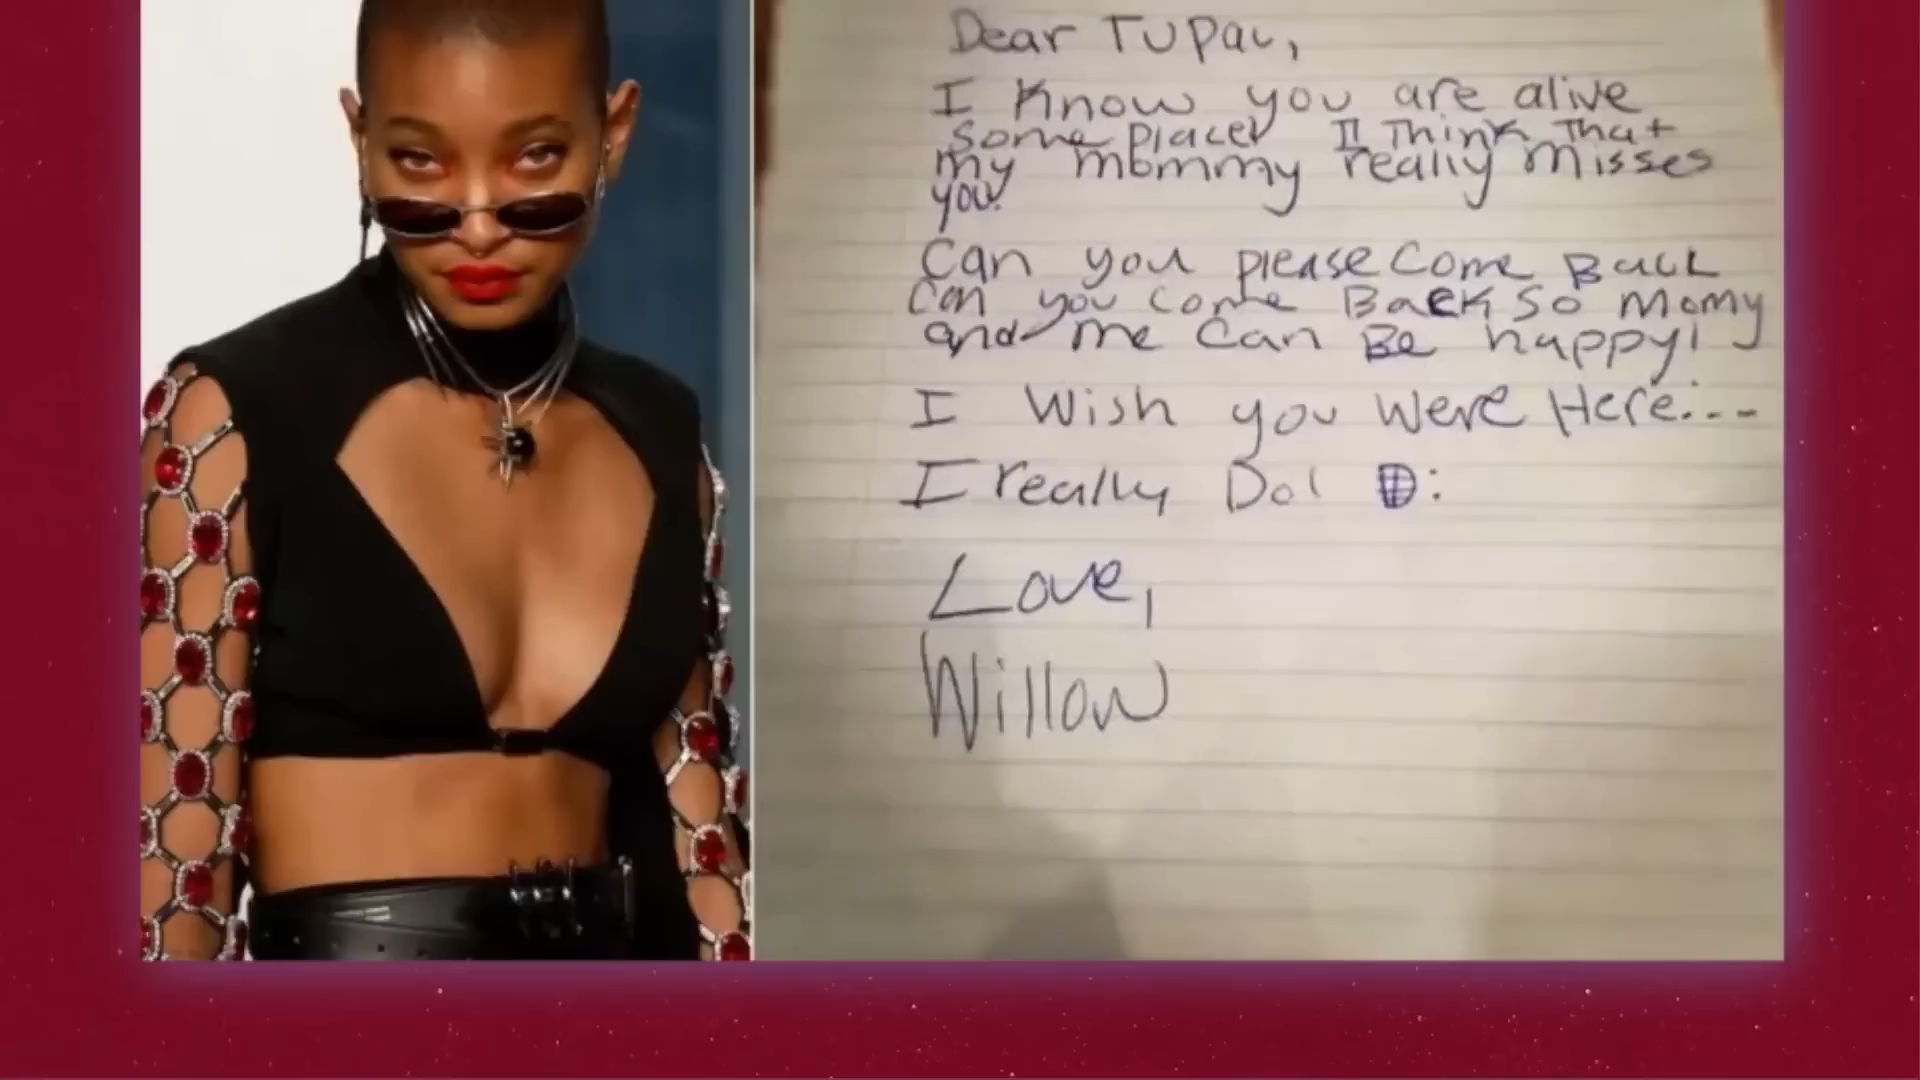 Dear Tupac,
I Know you are alive
some place! I Think That
my mommy really misses
you.
Can you please Come Back
Can you come Back So Momy
and me can Be happy!
I Wish you Were Here...
I really Do! D:
Love,
Willow